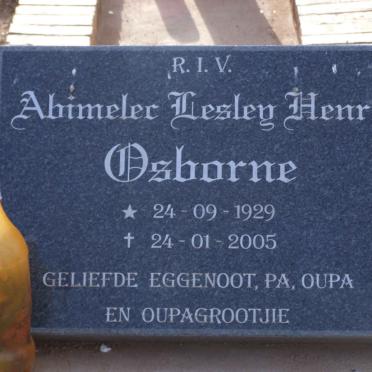 R.I.V.
Abimelec Lesley Henr
Osborne
★ 24-09-1929
✝ 24-01-2005
GELIEFDE EGGENOOT, PA, OUPA
EN OUPAGROOTJIE